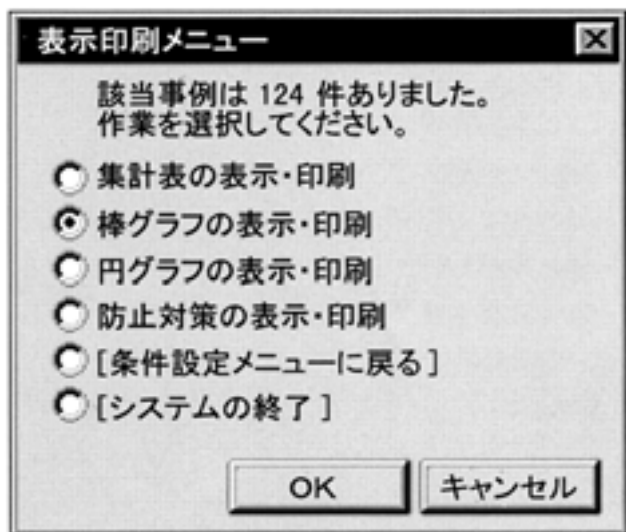 表示印刷メニュー
該当事例は 124 件ありました。
作業を選択してください。
集計表の表示・印刷
棒グラフの表示・印刷
円グラフの表示・印刷
防止対策の表示・印刷
[条件設定メニューに戻る]
[システムの終了]
OK
キャンセル